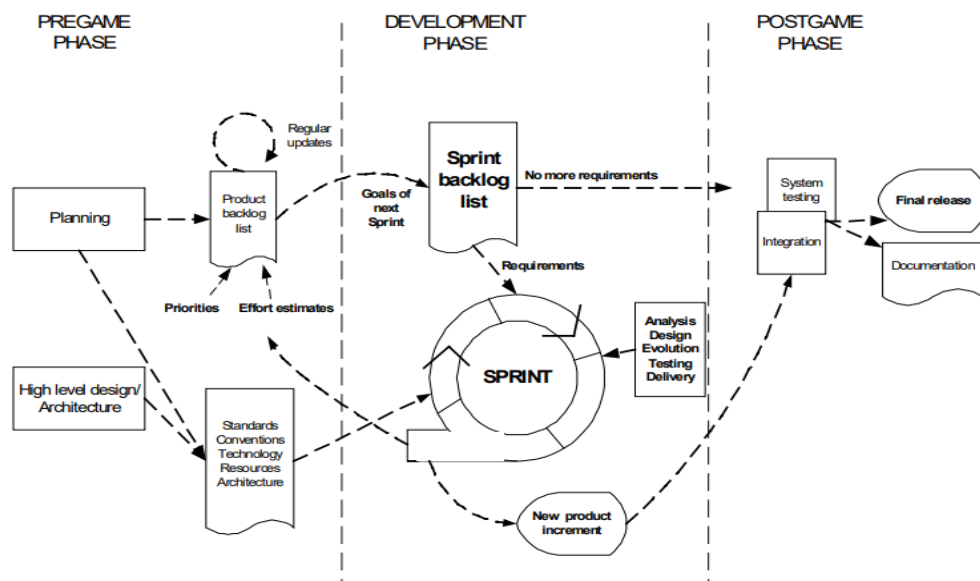 PREGAME
PHASE
DEVELOPMENT
PHASE
POSTGAME
PHASE
Regular
updates
Planning
Product
backlog
list
Goals of
next
Sprint
Sprint
backlog
list
No more requirements
System
testing
Final release
Integration
Documentation
Priorities
Effort estimates
Requirements
High level design/
Architecture
Standards
Conventions
Technology
Resources
Architecture
SPRINT
Analysis
Design
Evolution
Testing
Delivery
New product
increment